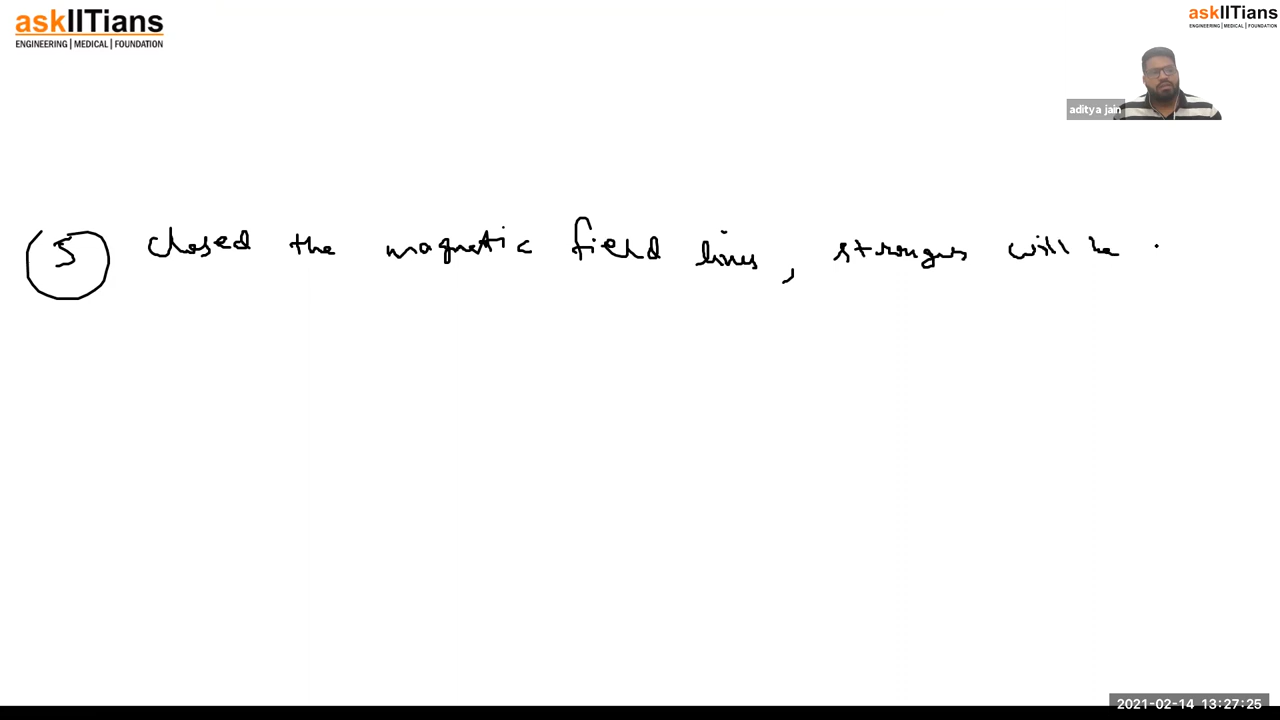 askIITians
ENGINEERING | MEDICAL | FOUNDATION
askIITians
ENGINEERING | MEDICAL | FOUNDATION
aditya jain
5 closed the magnetic field lines, stronger will be
2021-02-14 13:27:25